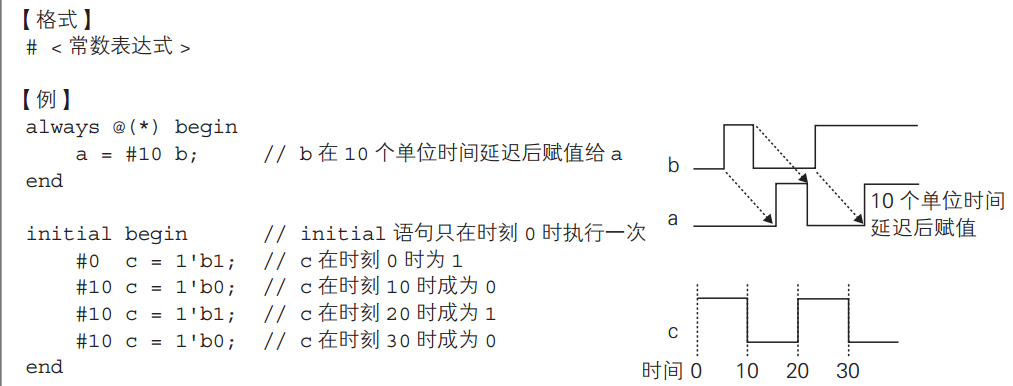 【格式】
# < 常数表达式 >
【例】
always @(*) begin
a = #10 b; // b 在 10 个单位时间延迟后赋值给 a
end
initial begin // initial 语句只在时刻 0 时执行一次
#0 c = 1'b1; // c 在时刻 0 时为 1
#10 c = 1'b0; // c 在时刻 10 时成为 0
#10 c = 1'b1; // c 在时刻 20 时成为 1
#10 c = 1'b0; // c 在时刻 30 时成为 0
end
b
a
10 个单位时间
延迟后赋值
c
时间 0 10 20 30